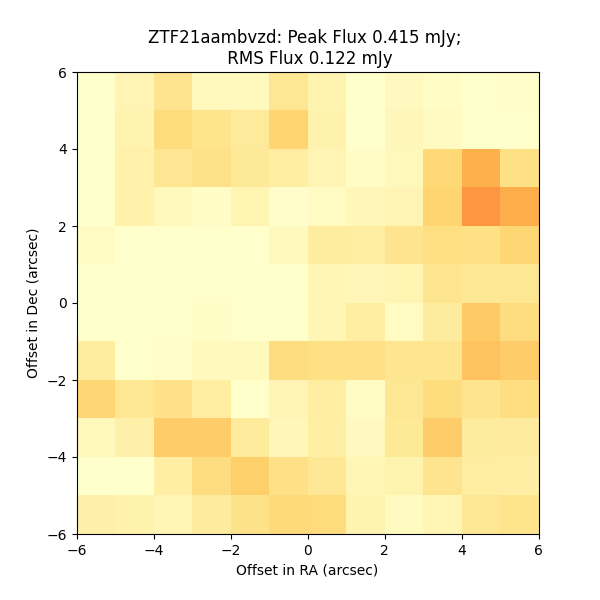 ZTF21aambvzd: Peak Flux 0.415 mJy;
RMS Flux 0.122 mJy
6
4
2
0
−2
−4
−6
Offset in Dec (arcsec)
−6 −4 −2 0 2 4 6
Offset in RA (arcsec)